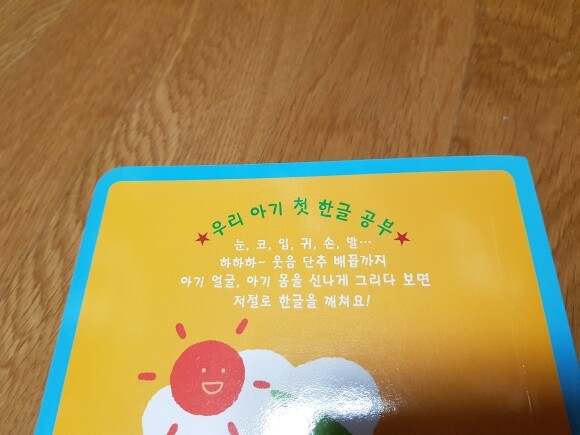 우리 아기 첫 한글 공부
눈, 코, 입, 귀, 손, 발…
하하하~ 웃음 단추 배꼽까지
아기 얼굴, 아기 몸을 신나게 그리다 보면
저절로 한글을 깨쳐요!